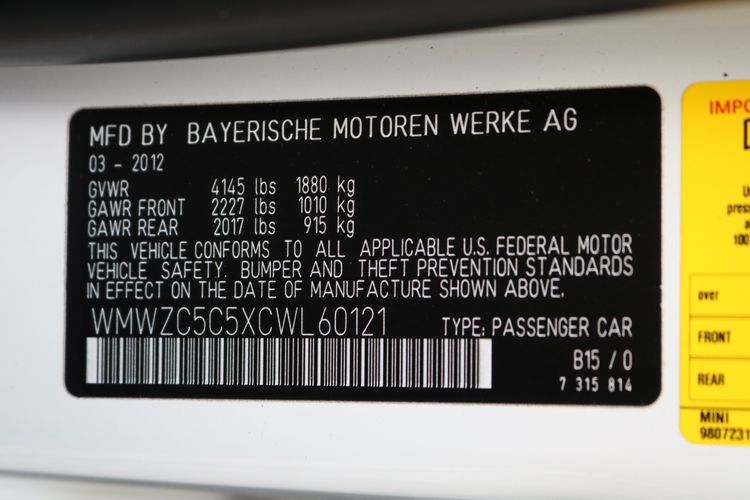 MFD BY BAYERISCHE MOTOREN WERKE AG
03 - 2012
GVWR 4145 lbs 1880 kg
GAWR FRONT 2227 lbs 1010 kg
GAWR REAR 2017 lbs 915 kg
THIS VEHICLE CONFORMS TO ALL APPLICABLE U.S. FEDERAL MOTOR
VEHICLE SAFETY. BUMPER AND THEFT PREVENTION STANDARDS
IN EFFECT ON THE DATE OF MANUFACTURE SHOWN ABOVE.
WMWZC5C5XCWL60121 TYPE: PASSENGER CAR
B15 / 0
7 315 814
over
FRONT
REAR
MINI
9807231